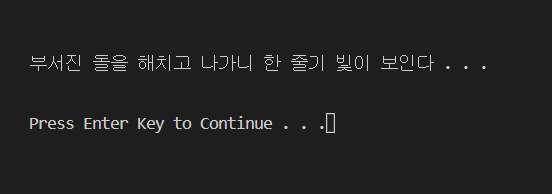 부서진 돌을 해치고 나가니 한 줄기 빛이 보인다 . . .
Press Enter Key to Continue . . .